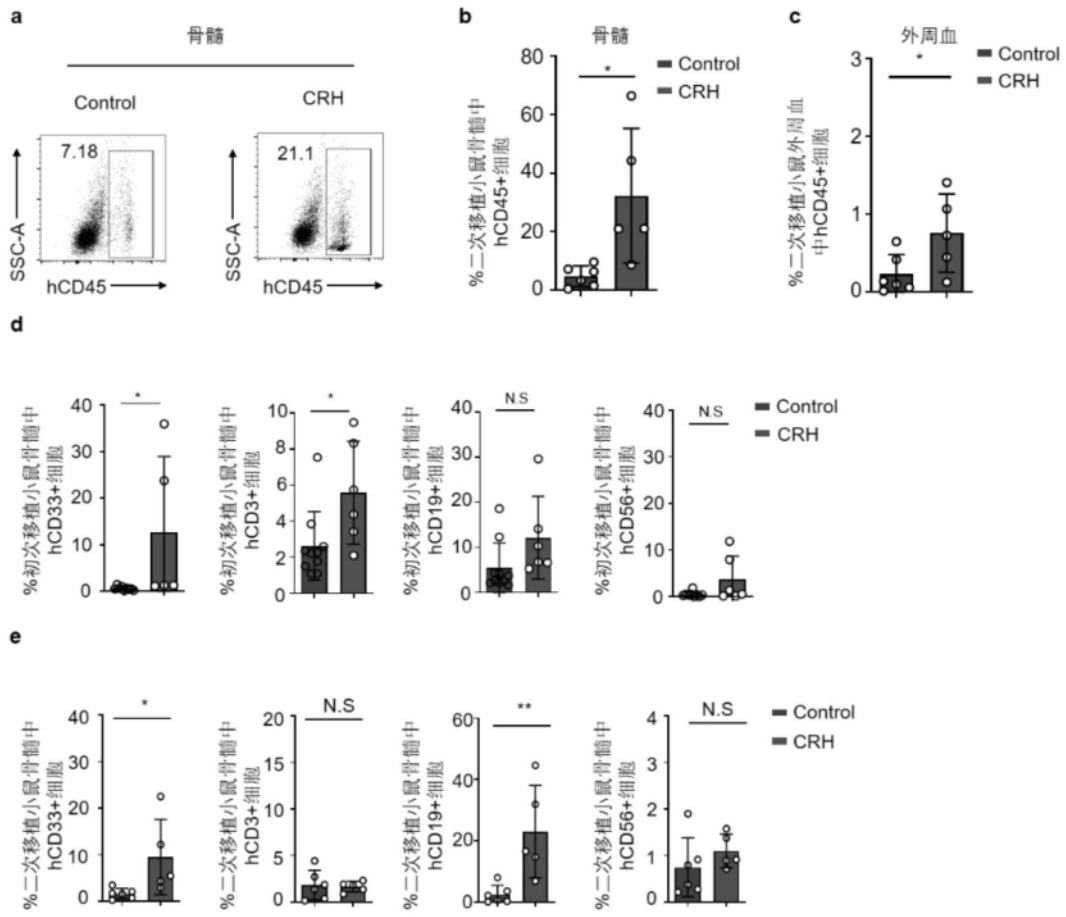 a
骨髓
Control
CRH
7.18
21.1
SSC-A
SSC-A
hCD45
hCD45
b
骨髓
*
Control
CRH
80
60
40
20
0
%二次移植小鼠骨髓中
hCD45+细胞
c
外周血
*
Control
CRH
3
2
1
0
%二次移植小鼠外周血
中hCD45+细胞
d
%初次移植小鼠骨髓中
hCD33+细胞
40
30
20
10
0
*
%初次移植小鼠骨髓中
hCD3+细胞
10
8
6
4
2
0
*
%初次移植小鼠骨髓中
hCD19+细胞
40
30
20
10
0
N.S
%初次移植小鼠骨髓中
hCD56+细胞
40
30
20
10
0
N.S
Control
CRH
e
%二次移植小鼠骨髓中
hCD33+细胞
40
30
20
10
0
*
%二次移植小鼠骨髓中
hCD3+细胞
20
15
10
5
0
N.S
%二次移植小鼠骨髓中
hCD19+细胞
60
40
20
0
**
%二次移植小鼠骨髓中
hCD56+细胞
4
3
2
1
0
N.S
Control
CRH